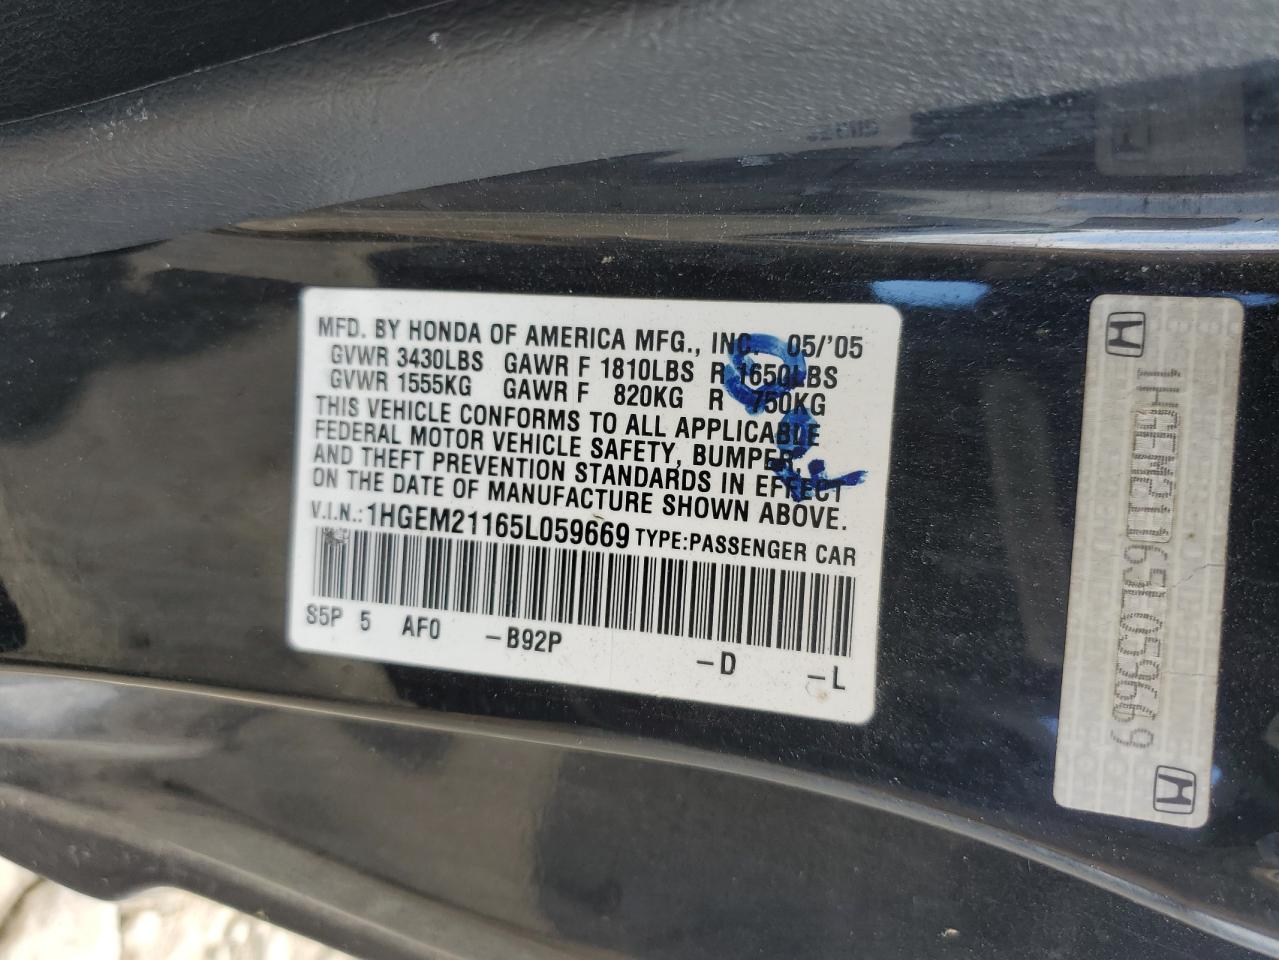 MFD. BY HONDA OF AMERICA MFG., INC. 05/'05
GVWR 3430LBS GAWR F 1810LBS R 1650LBS
GVWR 1555KG GAWR F 820KG R 750KG
THIS VEHICLE CONFORMS TO ALL APPLICABLE
FEDERAL MOTOR VEHICLE SAFETY, BUMPER,
AND THEFT PREVENTION STANDARDS IN EFFECT
ON THE DATE OF MANUFACTURE SHOWN ABOVE.
V.I.N.: 1HGEM21165L059669 TYPE:PASSENGER CAR
S5P 5 AF0 -B92P -D -L
1HGEM21165L059669